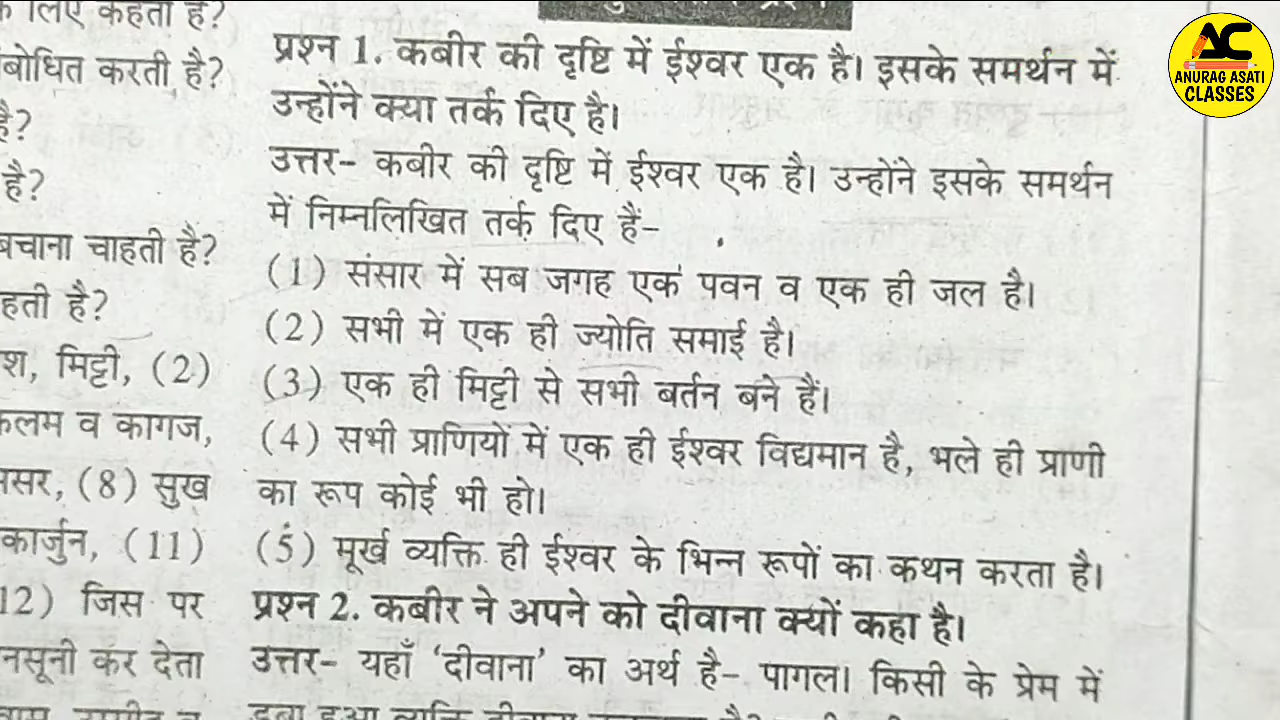 लिए कहता है?
बोधित करती है?
है?
है?
बचाना चाहती है?
हती है?
श, मिट्टी, (2)
कलम व कागज,
सर, (8) सुख
कार्जुन, (11)
12) जिस पर
नसूनी कर देता
प्रश्न 1. कबीर की दृष्टि में ईश्वर एक है। इसके समर्थन में
उन्होंने क्या तर्क दिए है।
उत्तर- कबीर की दृष्टि में ईश्वर एक है। उन्होंने इसके समर्थन
में निम्नलिखित तर्क दिए हैं-
(1) संसार में सब जगह एक पवन व एक ही जल है।
(2) सभी में एक ही ज्योति समाई है।
(3) एक ही मिट्टी से सभी बर्तन बने हैं।
(4) सभी प्राणियों में एक ही ईश्वर विद्यमान है, भले ही प्राणी
का रूप कोई भी हो।
(5) मूर्ख व्यक्ति ही ईश्वर के भिन्न रूपों का कथन करता है।
प्रश्न 2. कबीर ने अपने को दीवाना क्यों कहा है।
उत्तर- यहाँ 'दीवाना' का अर्थ है- पागल। किसी के प्रेम में
AC
ANURAG ASATI
CLASSES